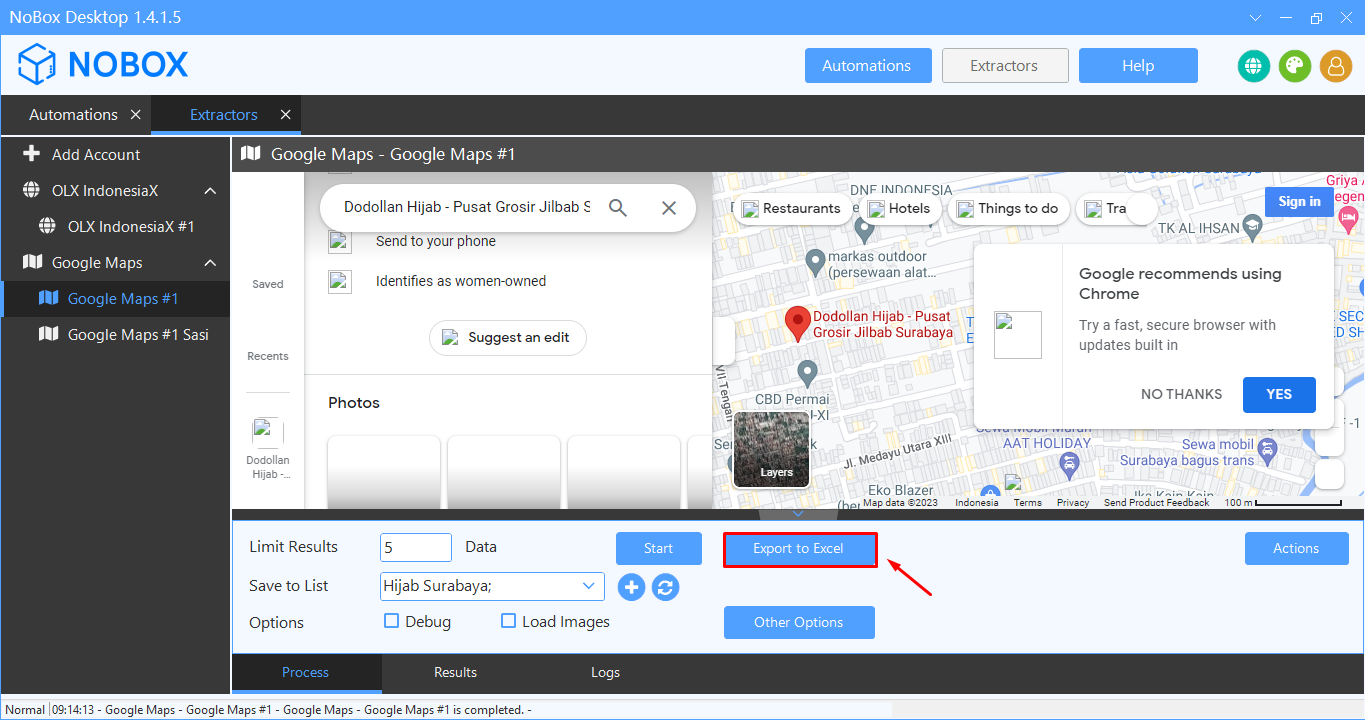 NoBox Desktop 1.4.1.5
NOBOX
Automations
Extractors
Help
Automations
Extractors
Add Account
OLX IndonesiaX
OLX IndonesiaX #1
Google Maps
Google Maps #1
Google Maps #1 Sasi
Google Maps - Google Maps #1
Saved
Recents
Dodollan
Hijab -...
Dodollan Hijab - Pusat Grosir Jilbab S
Send to your phone
Identifies as women-owned
Suggest an edit
Photos
Restaurants
Hotels
Things to do
Tra
Sign in
DNF INDONESIA
Griya A
TK AL IHSAN
markas outdoor
(persewaan alat...
Dodollan Hijab - Pusat
Grosir Jilbab Surabaya
VII Tengah
CBD Permai
-XI
Jl. Medayu Utara XIII
AAT HOLIDAY
Sewa mobil
Surabaya bagus trans
Eko Blazer
Layers
Google recommends using
Chrome
Try a fast, secure browser with
updates built in
NO THANKS
YES
Map data ©2023
Indonesia
Terms
Privacy
Send Product Feedback
100 m
Limit Results
5
Data
Start
Export to Excel
Actions
Save to List
Hijab Surabaya;
Options
Debug
Load Images
Other Options
Process
Results
Logs
Normal
09:14:13 - Google Maps - Google Maps #1 - Google Maps - Google Maps #1 is completed. -